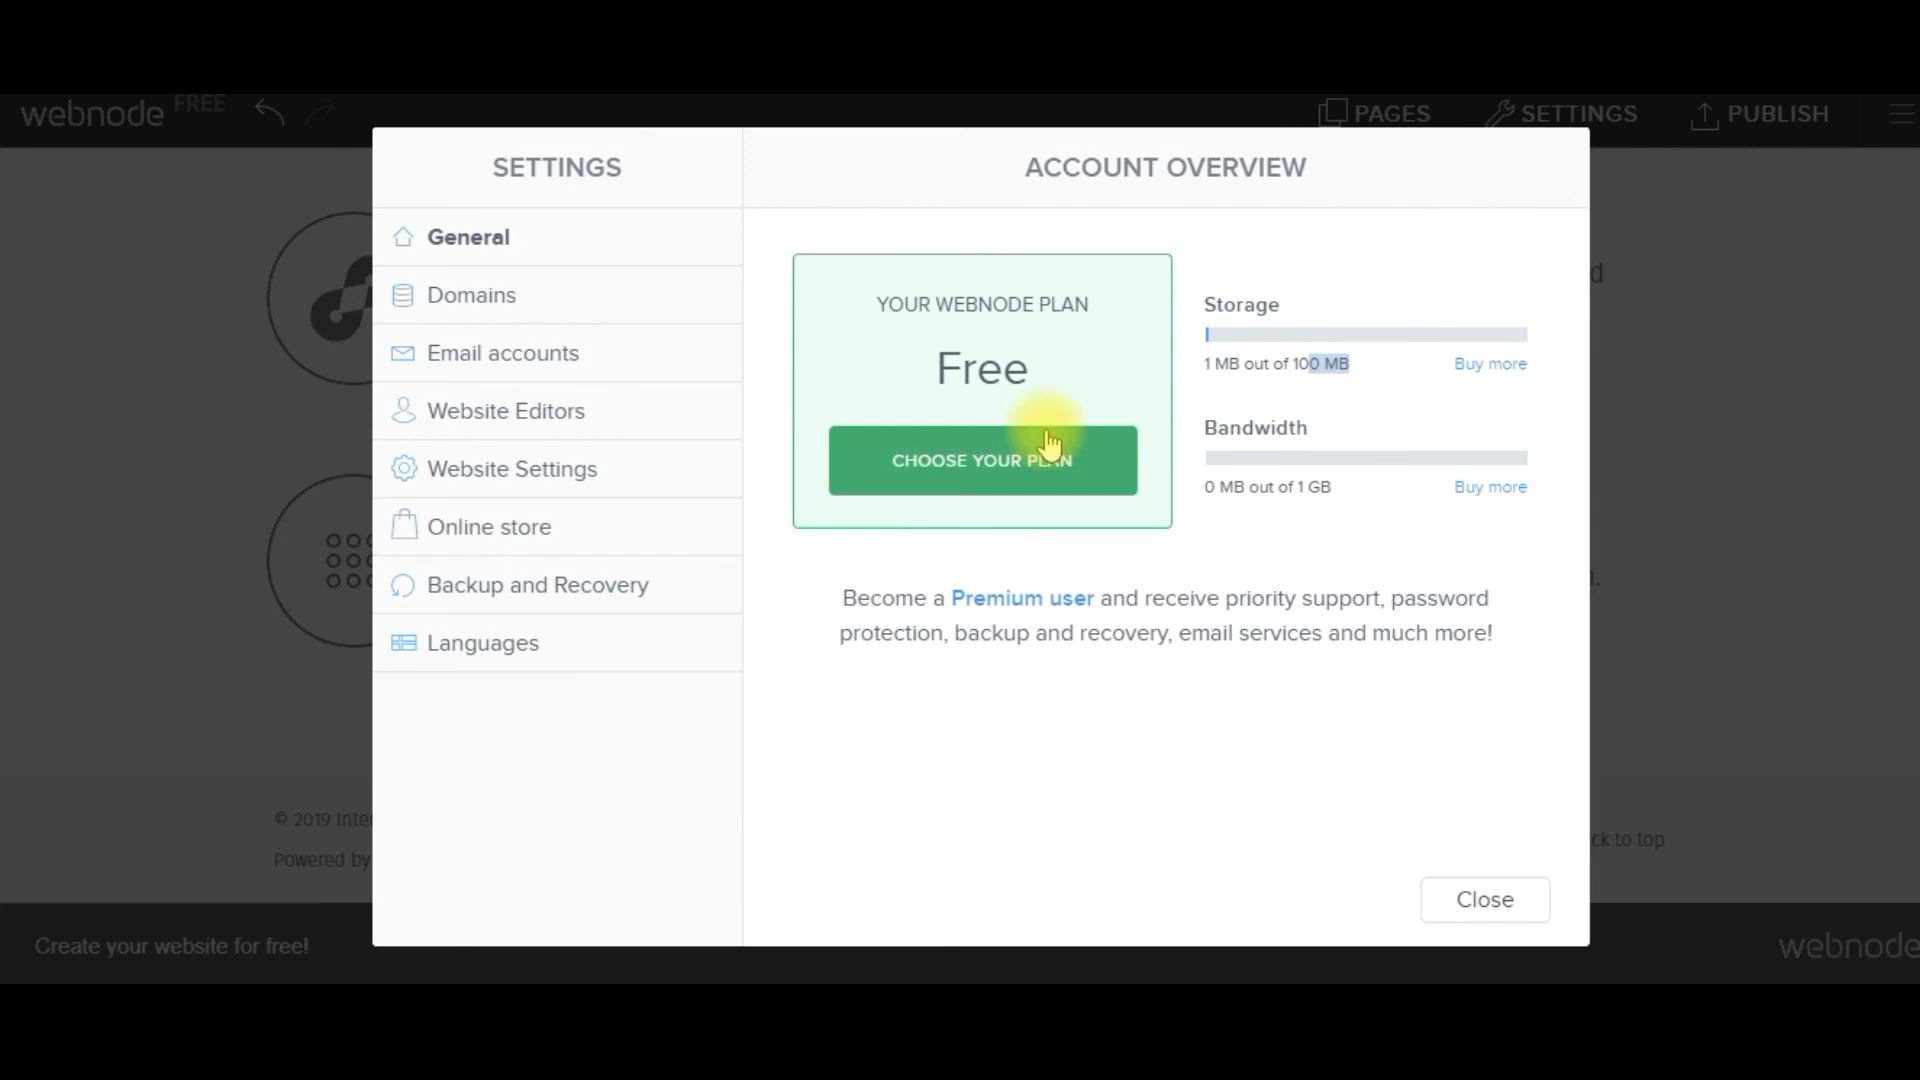 webnode FREE
PAGES
SETTINGS
PUBLISH
SETTINGS
ACCOUNT OVERVIEW
General
Domains
Email accounts
Website Editors
Website Settings
Online store
Backup and Recovery
Languages
YOUR WEBNODE PLAN
Free
CHOOSE YOUR PLAN
Storage
1 MB out of 100 MB
Buy more
Bandwidth
0 MB out of 1 GB
Buy more
Become a Premium user and receive priority support, password
protection, backup and recovery, email services and much more!
Close
© 2019
Powered by
to top
Create your website for free!
webnode